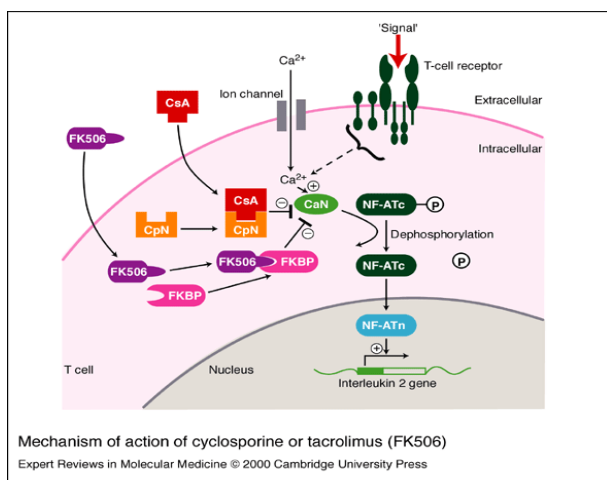 'Signal'
Ca²⁺
T-cell receptor
CsA
Ion channel
Extracellular
FK506
Intracellular
Ca²⁺
CsA
+
−
CaN
NF-ATc
P
CpN
CpN
−
Dephosphorylation
FK506
FKBP
NF-ATc
P
FK506
FKBP
NF-ATn
+
T cell
Nucleus
Interleukin 2 gene
Mechanism of action of cyclosporine or tacrolimus (FK506)
Expert Reviews in Molecular Medicine © 2000 Cambridge University Press